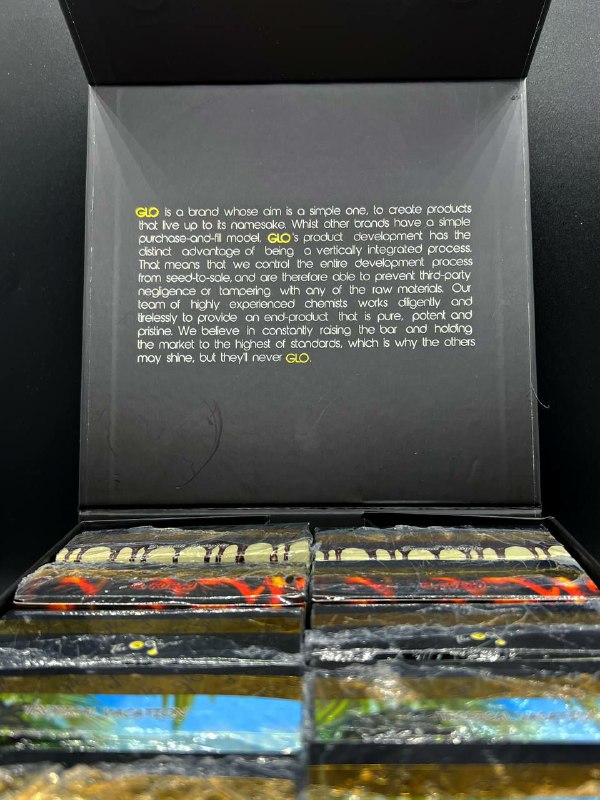 GLO is a brand whose aim is a simple one, to create products
that live up to its namesake. Whilst other brands have a simple
purchase-and-fill model, GLO's product development has the
distinct advantage of being a vertically integrated process.
That means that we control the entire development process
from seed-to-sale, and are therefore able to prevent third-party
negligence or tampering with any of the raw materials. Our
team of highly experienced chemists works diligently and
tirelessly to provide an end-product that is pure, potent and
pristine. We believe in constantly raising the bar and holding
the market to the highest of standards, which is why the others
may shine, but they'll never GLO.